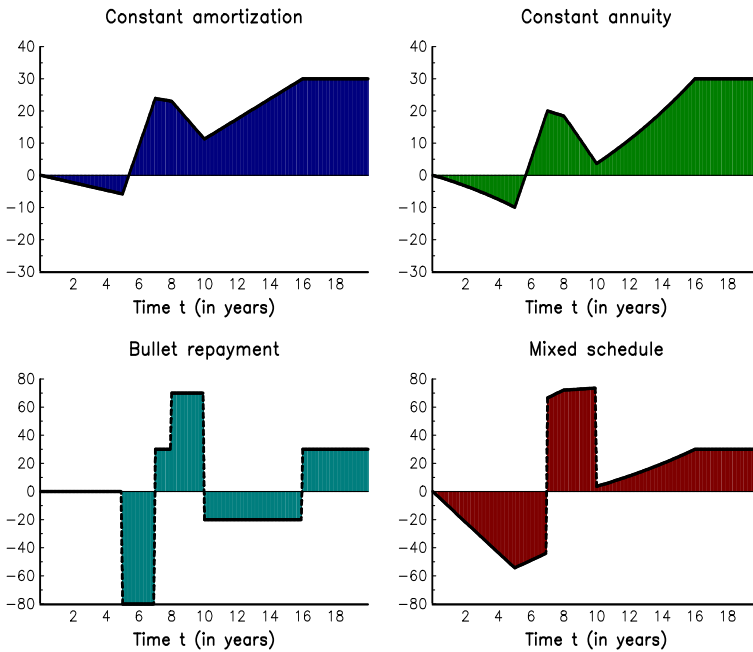 Constant amortization
40
30
20
10
0
−10
−20
−30
2 4 6 8 10 12 14 16 18
Time t (in years)
Constant annuity
40
30
20
10
0
−10
−20
−30
2 4 6 8 10 12 14 16 18
Time t (in years)
Bullet repayment
80
60
40
20
0
−20
−40
−60
−80
2 4 6 8 10 12 14 16 18
Time t (in years)
Mixed schedule
80
60
40
20
0
−20
−40
−60
−80
2 4 6 8 10 12 14 16 18
Time t (in years)